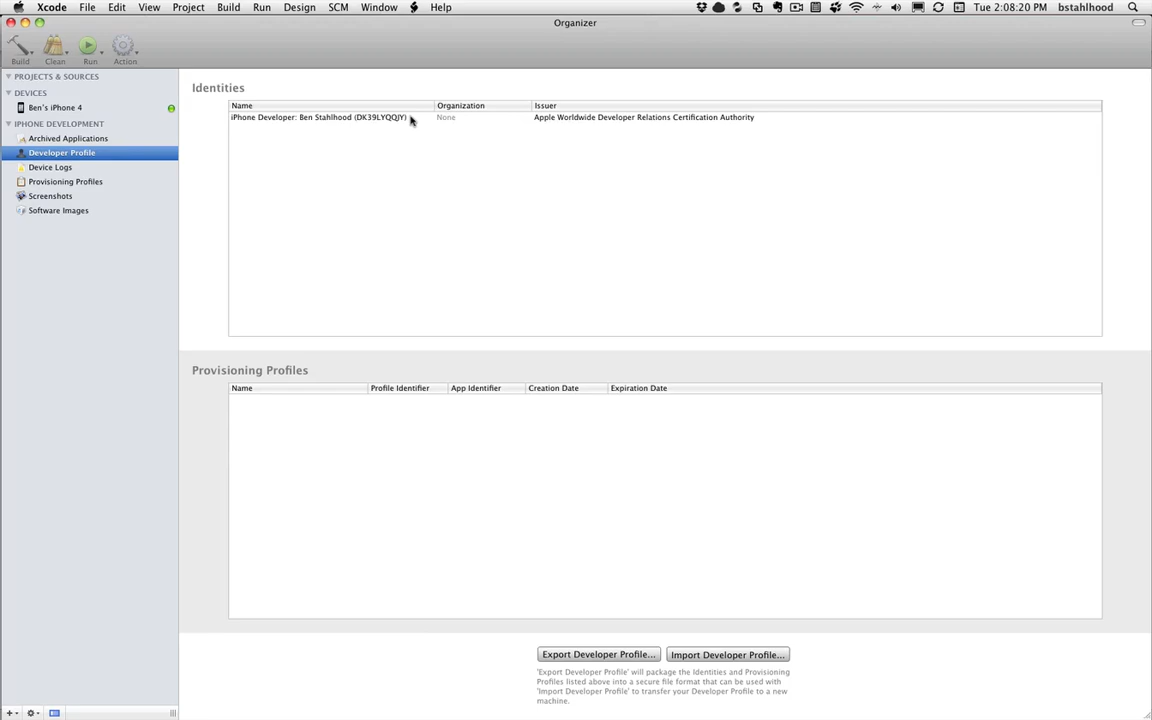 Xcode File Edit View Project Build Run Design SCM Window Help Tue 2:08:20 PM bstahlhood
Organizer
Build Clean Run Action
PROJECTS & SOURCES
DEVICES
Ben's iPhone 4
IPHONE DEVELOPMENT
Archived Applications
Developer Profile
Device Logs
Provisioning Profiles
Screenshots
Software Images
Identities
Name Organization Issuer
iPhone Developer: Ben Stahlhood (DK39LYQQJY) None Apple Worldwide Developer Relations Certification Authority
Provisioning Profiles
Name Profile Identifier App Identifier Creation Date Expiration Date
Export Developer Profile... Import Developer Profile...
'Export Developer Profile' will package the Identities and Provisioning
Profiles listed above into a secure file format that can be used with
'Import Developer Profile' to transfer your Developer Profile to a new
machine.